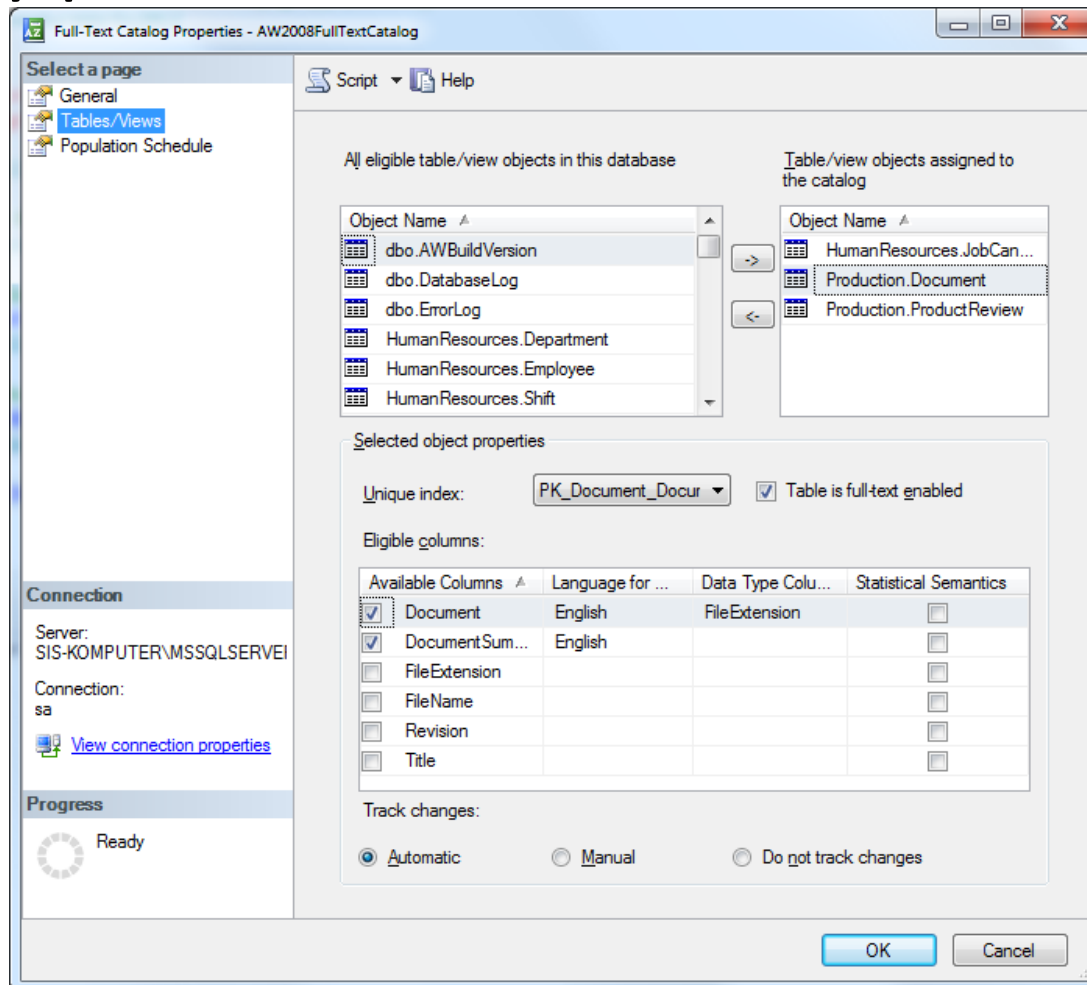 Full-Text Catalog Properties - AW2008FullTextCatalog
Select a page
General
Tables/Views
Population Schedule
Script Help
All eligible table/view objects in this database
Table/view objects assigned to
the catalog
Object Name
dbo.AWBuildVersion
dbo.DatabaseLog
dbo.ErrorLog
HumanResources.Department
HumanResources.Employee
HumanResources.Shift
->
<-
Object Name
HumanResources.JobCan...
Production.Document
Production.ProductReview
Selected object properties
Unique index: PK_Document_Docur Table is full-text enabled
Eligible columns:
Available Columns Language for ... Data Type Colu... Statistical Semantics
Document English FileExtension
DocumentSum... English
FileExtension
FileName
Revision
Title
Track changes:
Automatic Manual Do not track changes
Connection
Server:
SIS-KOMPUTER\MSSQLSERVEI
Connection:
sa
View connection properties
Progress
Ready
OK Cancel